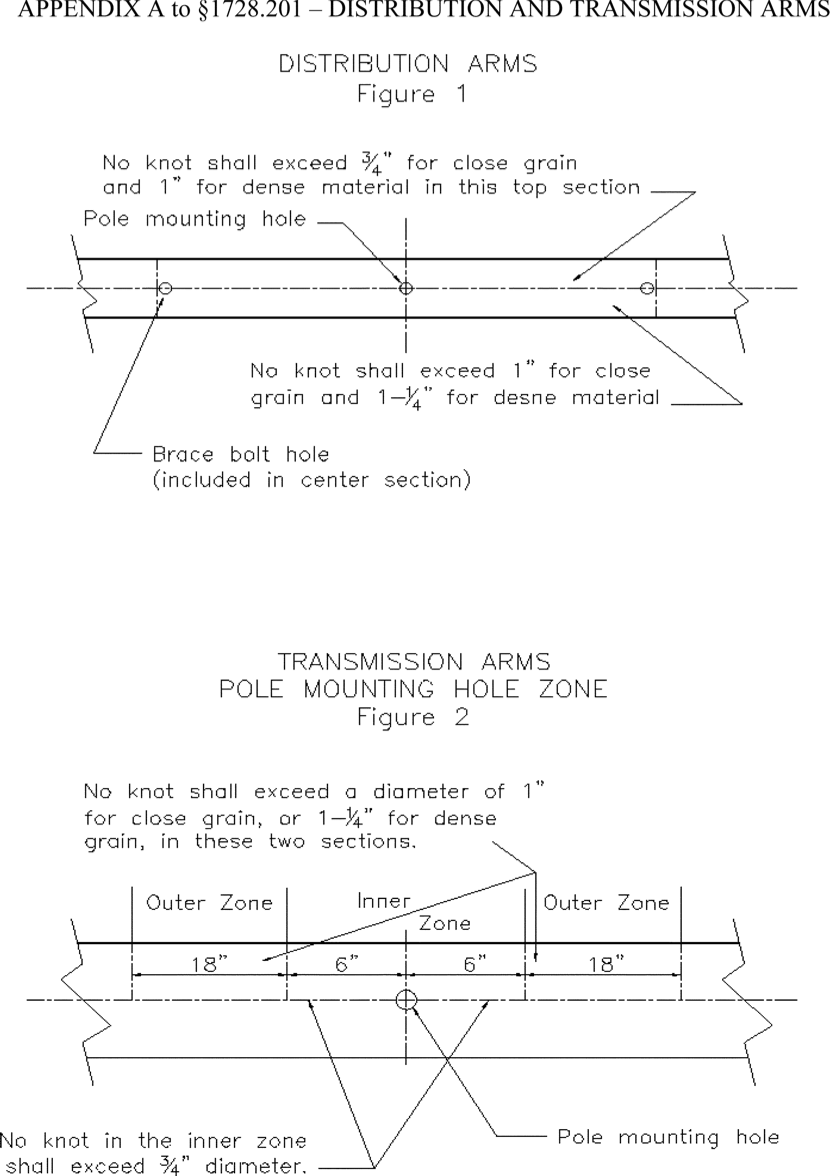 APPENDIX A to §1728.201 – DISTRIBUTION AND TRANSMISSION ARMS
DISTRIBUTION ARMS
Figure 1
No knot shall exceed ¾" for close grain
and 1" for dense material in this top section
Pole mounting hole
No knot shall exceed 1" for close
grain and 1–¼" for desne material
Brace bolt hole
(included in center section)
TRANSMISSION ARMS
POLE MOUNTING HOLE ZONE
Figure 2
No knot shall exceed a diameter of 1"
for close grain, or 1–¼" for dense
grain, in these two sections.
Outer Zone
Inner
Zone
Outer Zone
18"
6"
6"
18"
Pole mounting hole
No knot in the inner zone
shall exceed ¾" diameter.